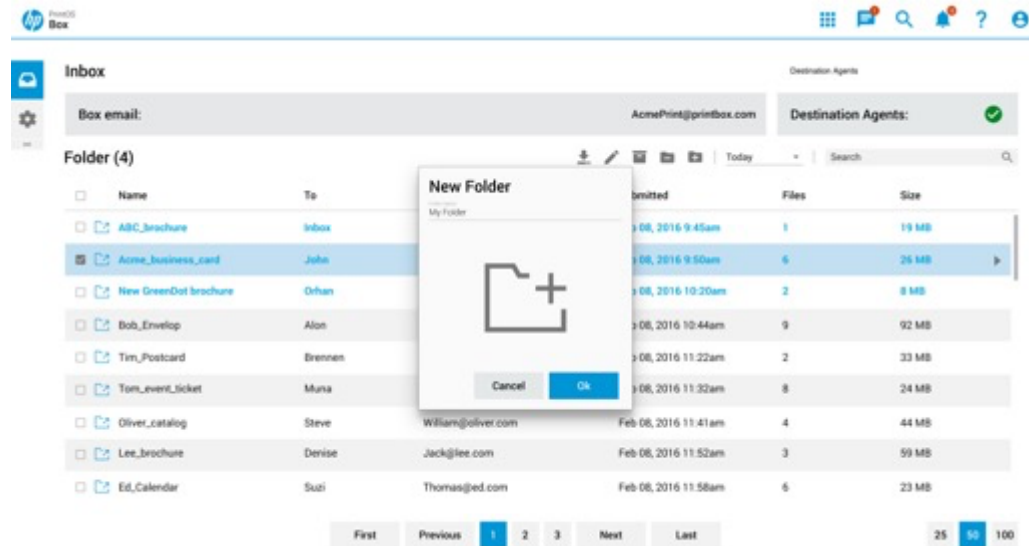 hp PrintOS
Box
Inbox
Destination Agents
Box email: AcmePrint@printbox.com
Destination Agents:
Folder (4)
Today
Search
Name To Submitted Files Size
ABC_brochure Inbox Feb 08, 2016 9:45am 1 19 MB
Acme_business_card John 08, 2016 9:50am 6 26 MB
New GreenDot brochure Orhan 08, 2016 10:20am 2 8 MB
Bob_Envelop Alon 08, 2016 10:44am 9 92 MB
Tim_Postcard Brennen 08, 2016 11:22am 2 33 MB
Tom_event_ticket Muna 08, 2016 11:32am 8 24 MB
Oliver_catalog Steve William@oliver.com Feb 08, 2016 11:41am 4 44 MB
Lee_brochure Denise Jack@lee.com Feb 08, 2016 11:52am 3 59 MB
Ed_Calendar Suzi Thomas@ed.com Feb 08, 2016 11:58am 6 23 MB
New Folder
My Folder
Cancel Ok
First Previous 1 2 3 Next Last
25 50 100